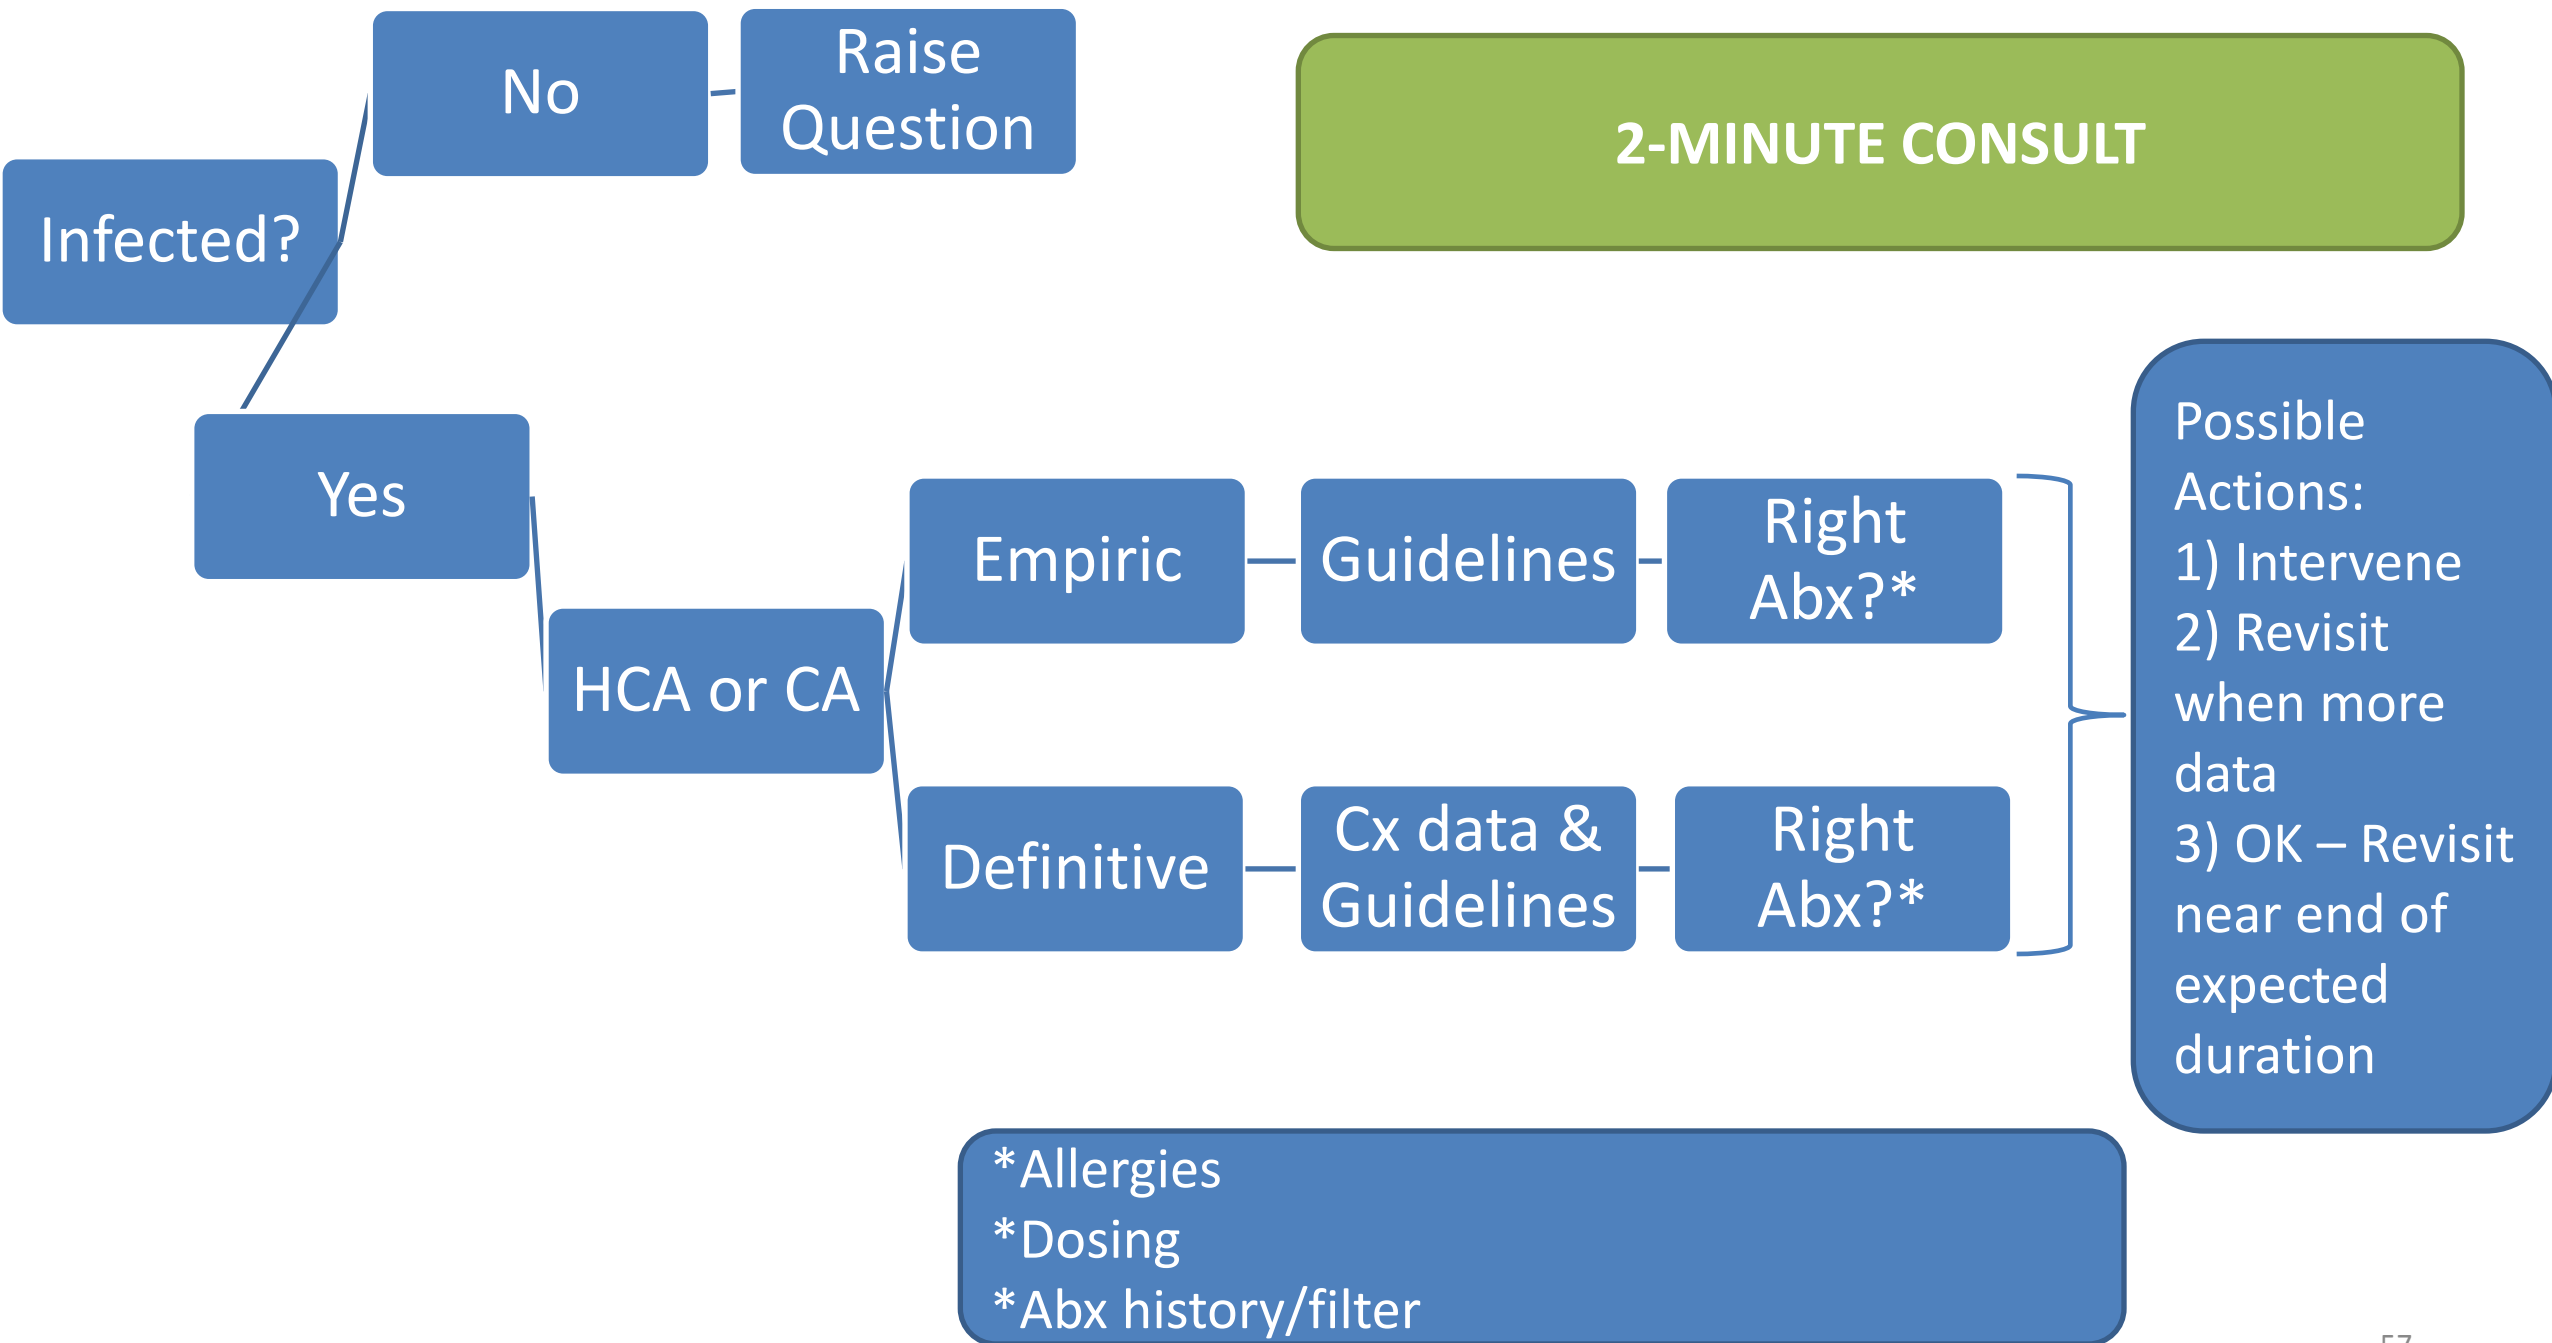 No
Raise
Question
2-MINUTE CONSULT
Infected?
Yes
HCA or CA
Empiric
Guidelines
Right
Abx?*
Definitive
Cx data &
Guidelines
Right
Abx?*
Possible
Actions:
1) Intervene
2) Revisit
when more
data
3) OK – Revisit
near end of
expected
duration
*Allergies
*Dosing
*Abx history/filter
57